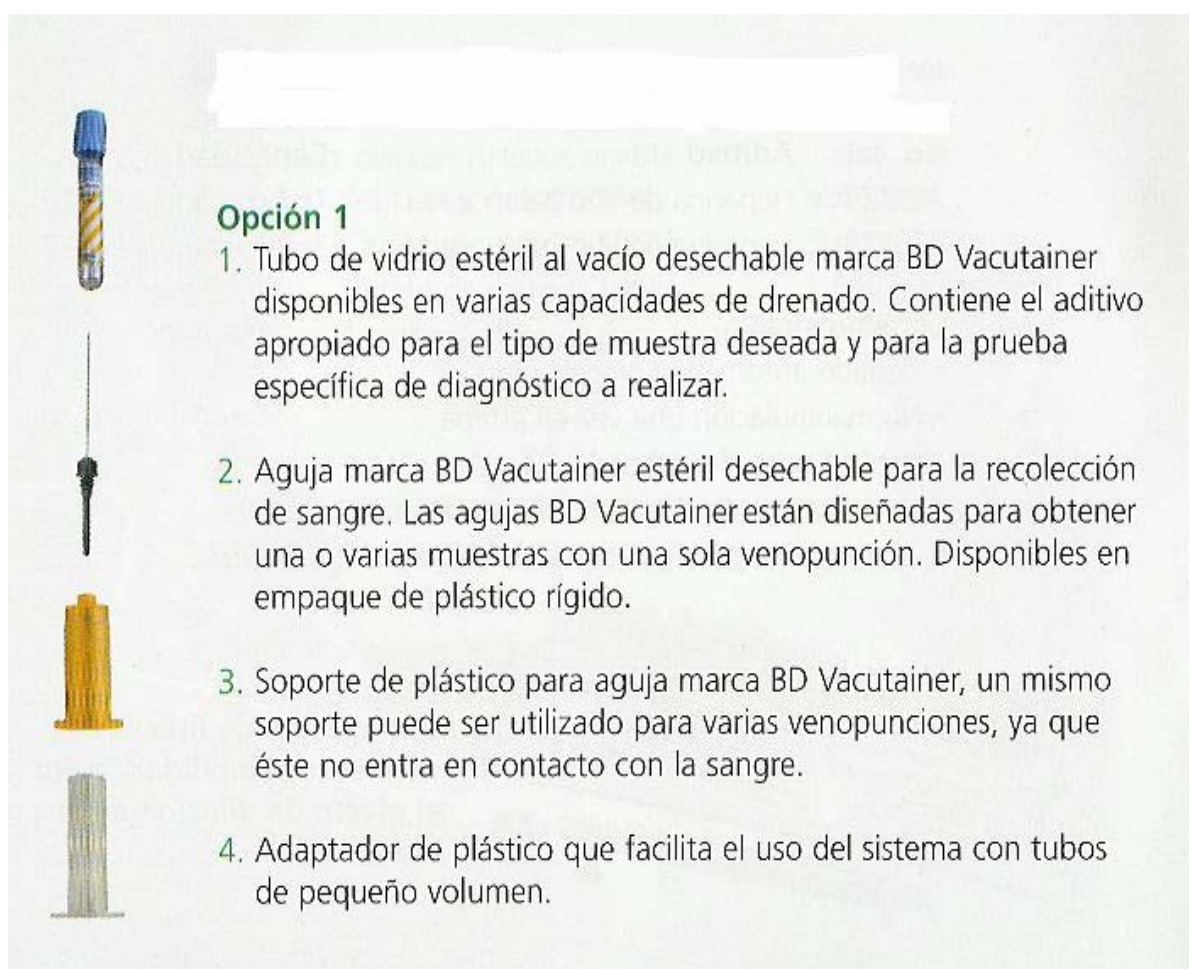 Opción 1
1. Tubo de vidrio estéril al vacío desechable marca BD Vacutainer
disponibles en varias capacidades de drenado. Contiene el aditivo
apropiado para el tipo de muestra deseada y para la prueba
específica de diagnóstico a realizar.
2. Aguja marca BD Vacutainer estéril desechable para la recolección
de sangre. Las agujas BD Vacutainer están diseñadas para obtener
una o varias muestras con una sola venopunción. Disponibles en
empaque de plástico rígido.
3. Soporte de plástico para aguja marca BD Vacutainer, un mismo
soporte puede ser utilizado para varias venopunciones, ya que
éste no entra en contacto con la sangre.
4. Adaptador de plástico que facilita el uso del sistema con tubos
de pequeño volumen.